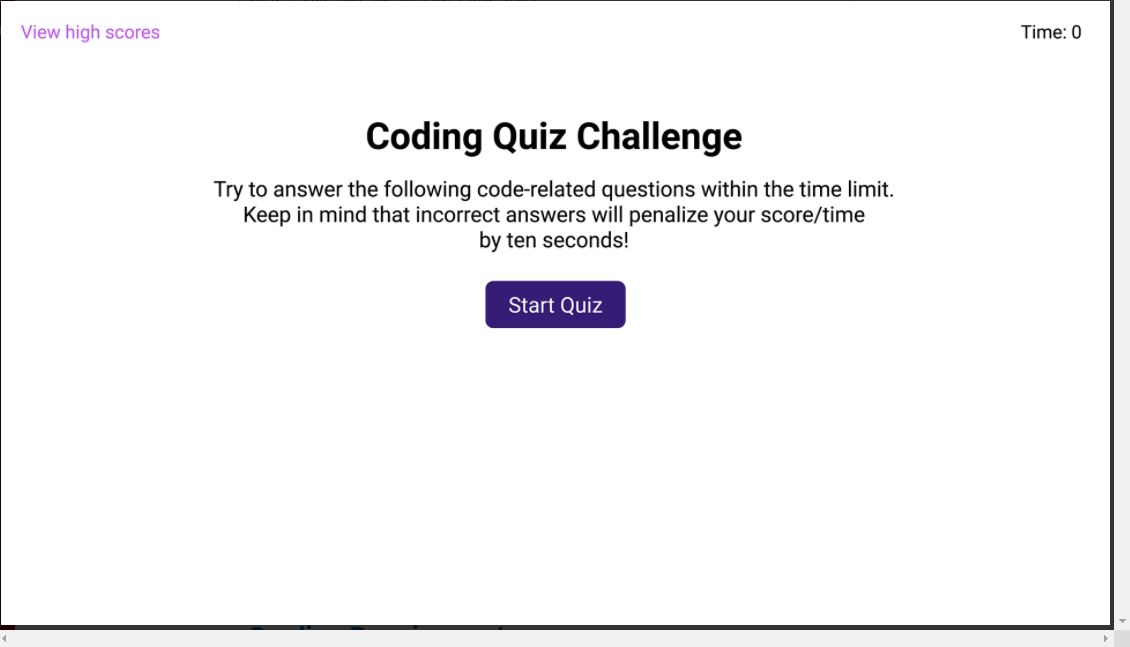 View high scores
Time: 0
Coding Quiz Challenge
Try to answer the following code-related questions within the time limit.
Keep in mind that incorrect answers will penalize your score/time
by ten seconds!
Start Quiz